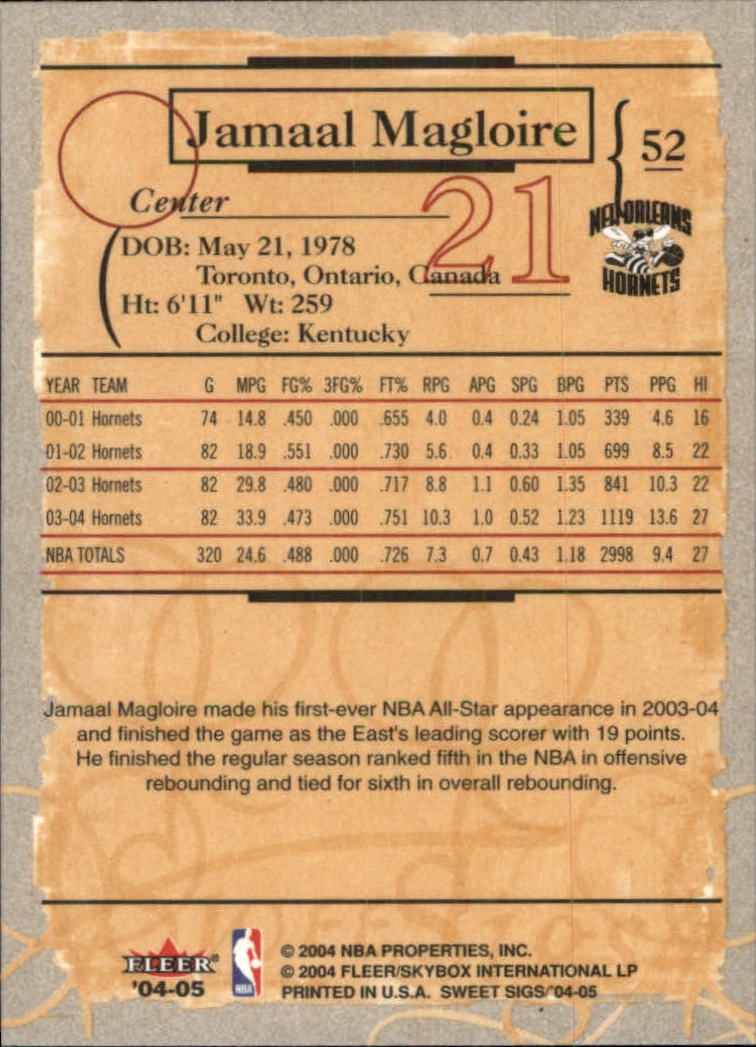 Jamaal Magloire
52
Center
21
NEW ORLEANS
HORNETS
DOB: May 21, 1978
Toronto, Ontario, Canada
Ht: 6'11" Wt: 259
College: Kentucky
YEAR TEAM G MPG FG% 3FG% FT% RPG APG SPG BPG PTS PPG HI
00-01 Hornets 74 14.8 .450 .000 .655 4.0 0.4 0.24 1.05 339 4.6 16
01-02 Hornets 82 18.9 .551 .000 .730 5.6 0.4 0.33 1.05 699 8.5 22
02-03 Hornets 82 29.8 .480 .000 .717 8.8 1.1 0.60 1.35 841 10.3 22
03-04 Hornets 82 33.9 .473 .000 .751 10.3 1.0 0.52 1.23 1119 13.6 27
NBA TOTALS 320 24.6 .488 .000 .726 7.3 0.7 0.43 1.18 2998 9.4 27
Jamaal Magloire made his first-ever NBA All-Star appearance in 2003-04
and finished the game as the East's leading scorer with 19 points.
He finished the regular season ranked fifth in the NBA in offensive
rebounding and tied for sixth in overall rebounding.
FLEER®
'04-05
NBA
© 2004 NBA PROPERTIES, INC.
© 2004 FLEER/SKYBOX INTERNATIONAL LP
PRINTED IN U.S.A. SWEET SIGS/'04-05